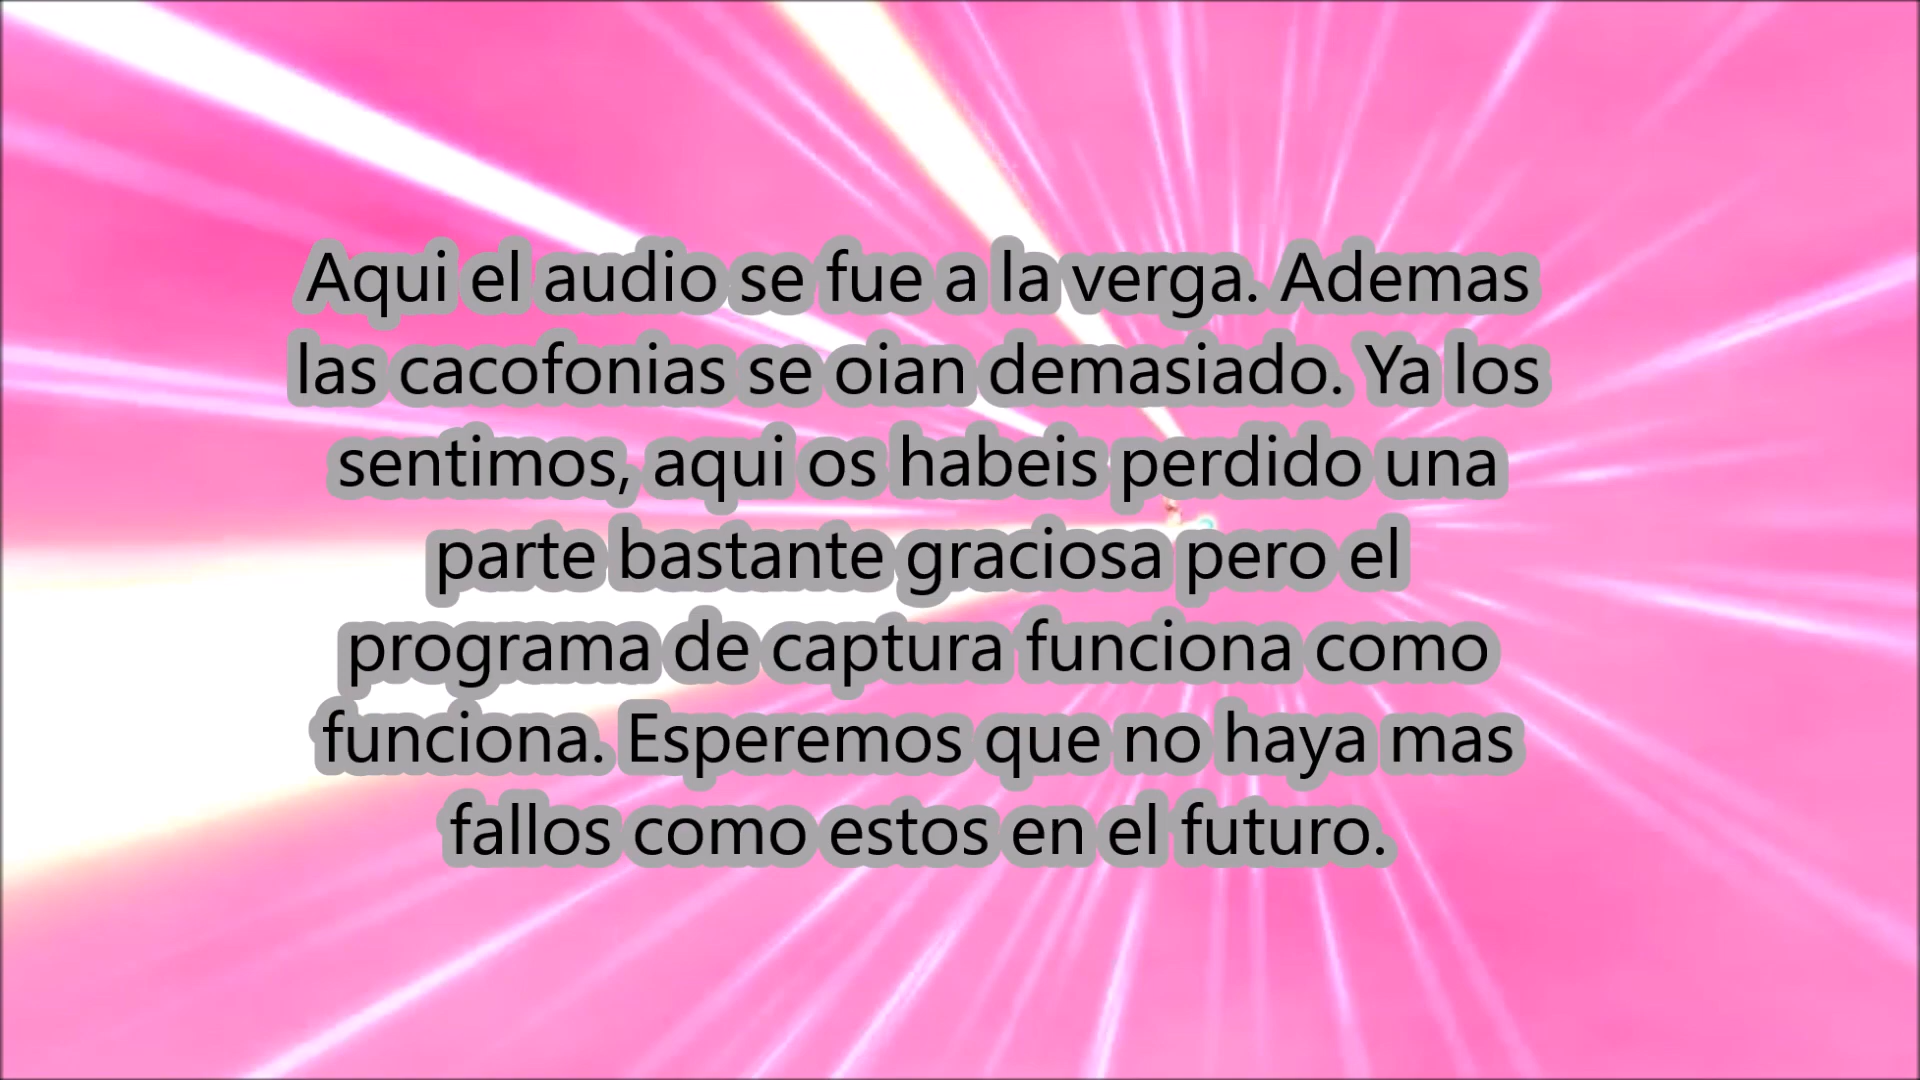 Aqui el audio se fue a la verga. Ademas
las cacofonias se oian demasiado. Ya los
sentimos, aqui os habeis perdido una
parte bastante graciosa pero el
programa de captura funciona como
funciona. Esperemos que no haya mas
fallos como estos en el futuro.